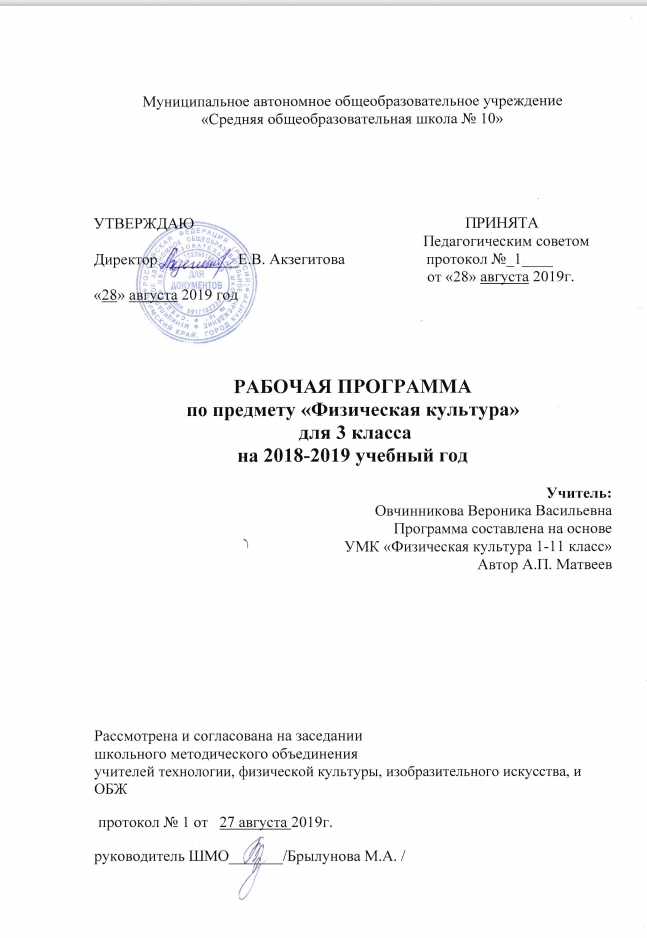 Муниципальное автономное общеобразовательное учреждение
«Средняя общеобразовательная школа № 10»
УТВЕРЖДАЮ
ПРИНЯТА
Педагогическим советом
Директор__________Е.В. Акзегитова
протокол №_1____
от «28» августа 2019г.
«28» августа 2019 год
ДЛЯ
ДОКУМЕНТОВ
РАБОЧАЯ ПРОГРАММА
по предмету «Физическая культура»
для 3 класса
на 2018-2019 учебный год
Учитель:
Овчинникова Вероника Васильевна
Программа составлена на основе
УМК «Физическая культура 1-11 класс»
Автор А.П. Матвеев
Рассмотрена и согласована на заседании
школьного методического объединения
учителей технологии, физической культуры, изобразительного искусства, и
ОБЖ
протокол № 1 от 27 августа 2019г.
руководитель ШМО_______/Брылунова М.А. /